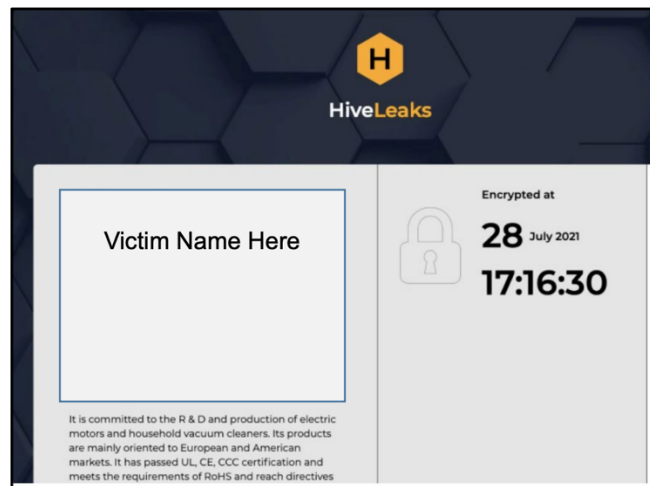 H
HiveLeaks
Victim Name Here
Encrypted at
28 July 2021
17:16:30
It is committed to the R & D and production of electric
motors and household vacuum cleaners. Its products
are mainly oriented to European and American
markets. It has passed UL, CE, CCC certification and
meets the requirements of RoHS and reach directives